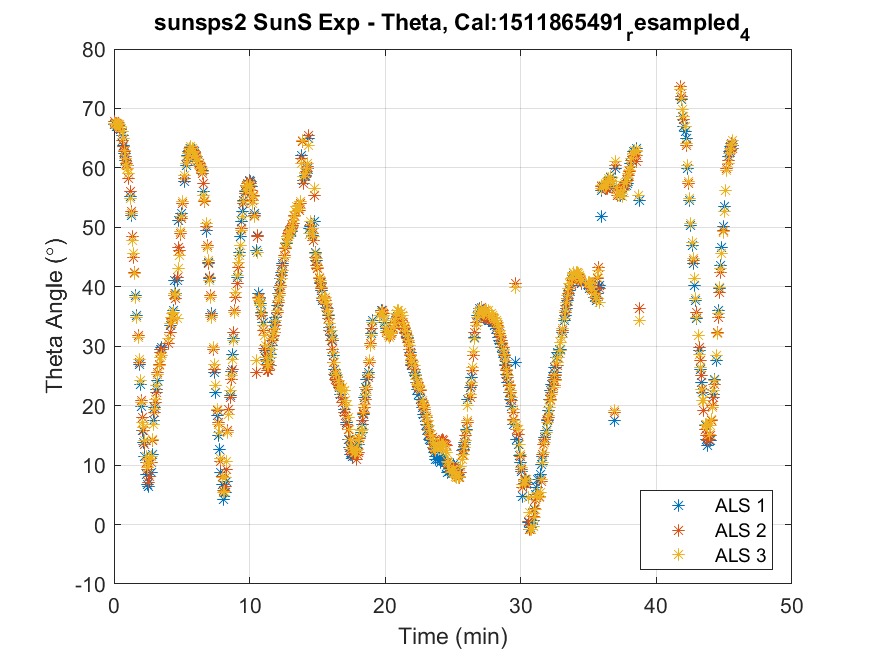 sunsps2 SunS Exp - Theta, Cal:1511865491resampled4
80
70
60
50
40
30
20
10
0
-10
Theta Angle (°)
0 10 20 30 40 50
Time (min)
ALS 1
ALS 2
ALS 3